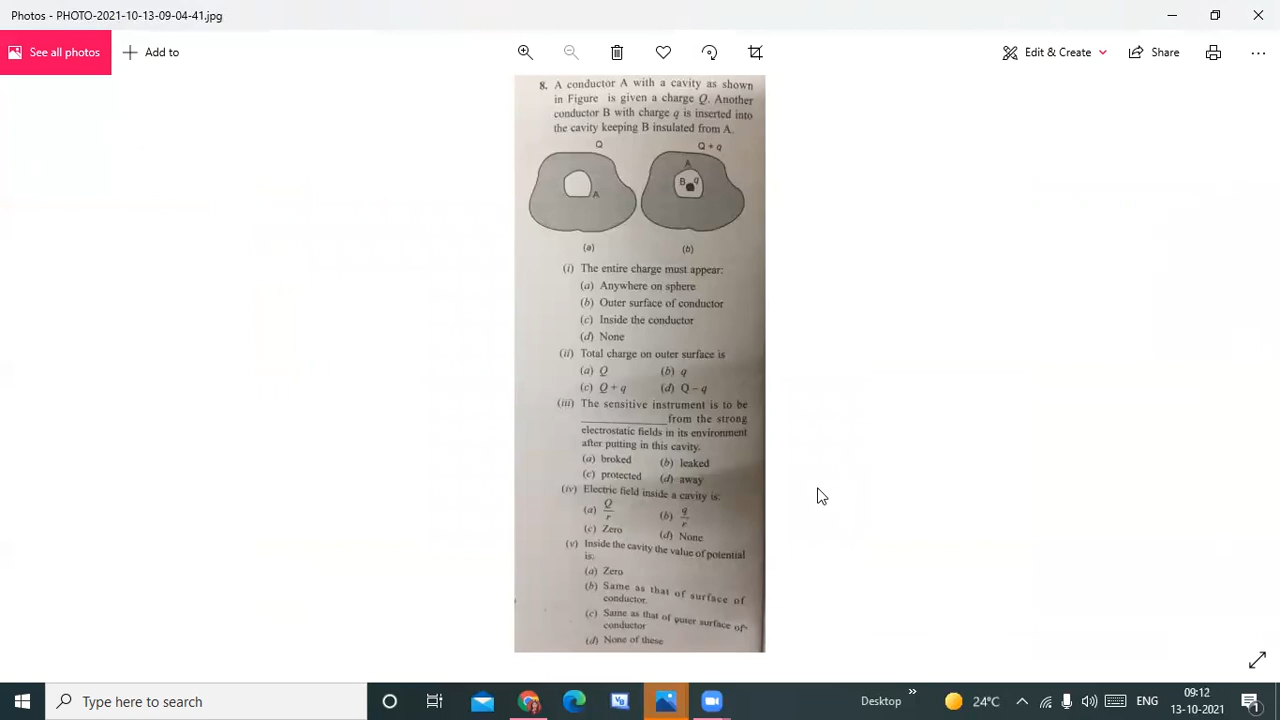 Photos - PHOTO-2021-10-13-09-04-41.jpg
See all photos
Add to
Edit & Create
Share
8. A conductor A with a cavity as shown
in Figure is given a charge Q. Another
conductor B with charge q is inserted into
the cavity keeping B insulated from A.
Q
Q + q
A
A
B q
(a)
(b)
(i) The entire charge must appear:
(a) Anywhere on sphere
(b) Outer surface of conductor
(c) Inside the conductor
(d) None
(ii) Total charge on outer surface is
(a) Q (b) q
(c) Q + q (d) Q – q
(iii) The sensitive instrument is to be
____________ from the strong
electrostatic fields in its environment
after putting in this cavity.
(a) broked (b) leaked
(c) protected (d) away
(iv) Electric field inside a cavity is:
(a) Q/r (b) q/r
(c) Zero (d) None
(v) Inside the cavity the value of potential
is:
(a) Zero
(b) Same as that of surface of
conductor.
(c) Same as that of outer surface of
conductor
(d) None of these
Type here to search
Desktop
24°C
ENG
09:12
13-10-2021
1